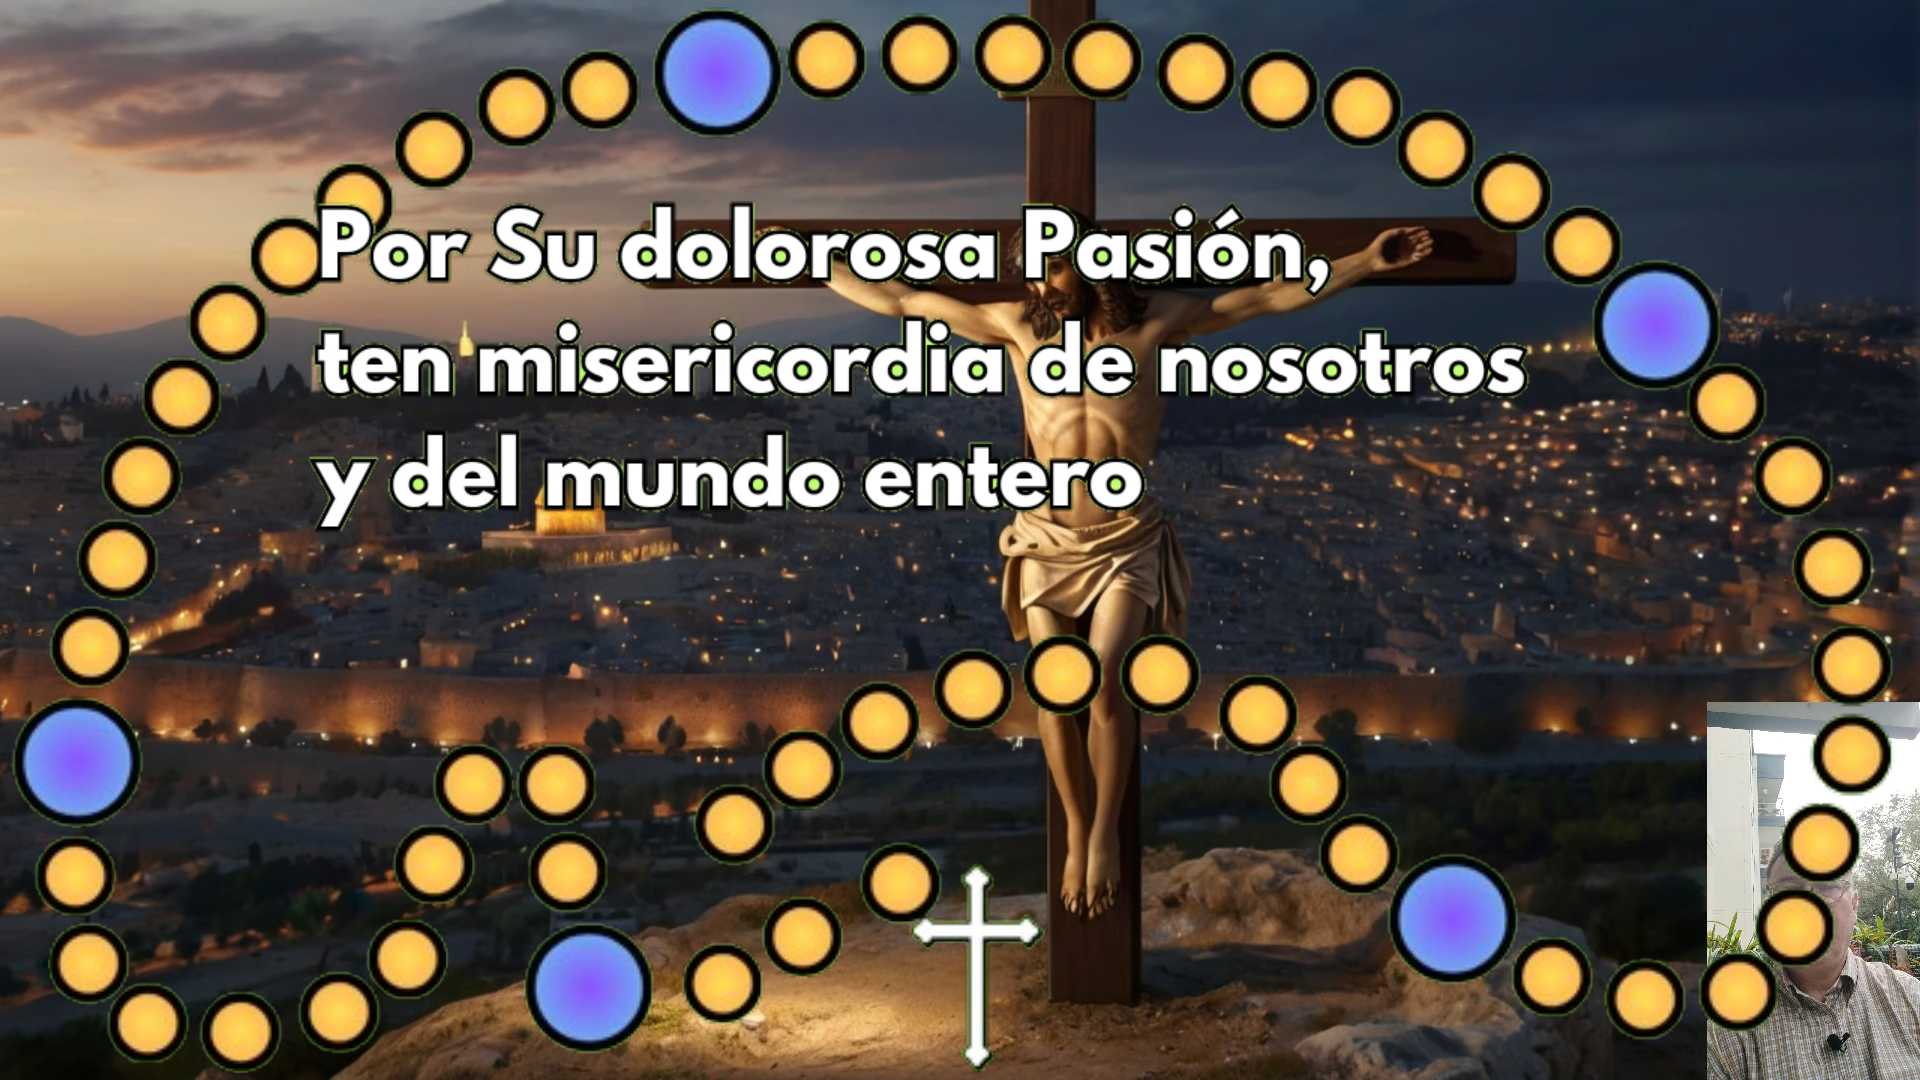 Por Su dolorosa Pasión,
ten misericordia de nosotros
y del mundo entero